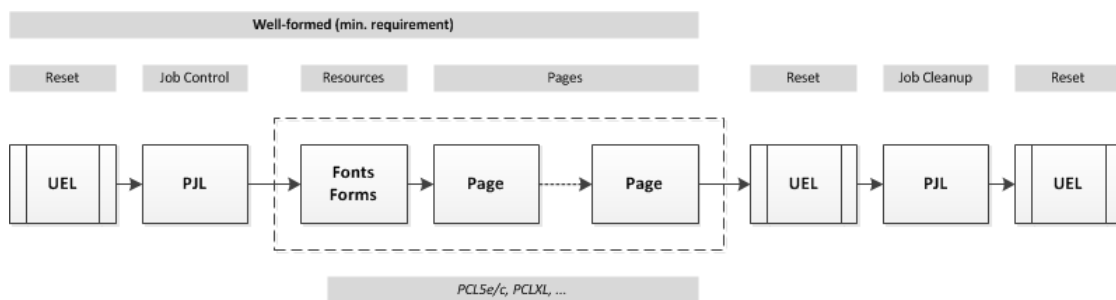 Well-formed (min. requirement)
Reset Job Control Resources Pages Reset Job Cleanup Reset
UEL PJL Fonts Forms Page Page UEL PJL UEL
PCL5e/c, PCLXL, ...